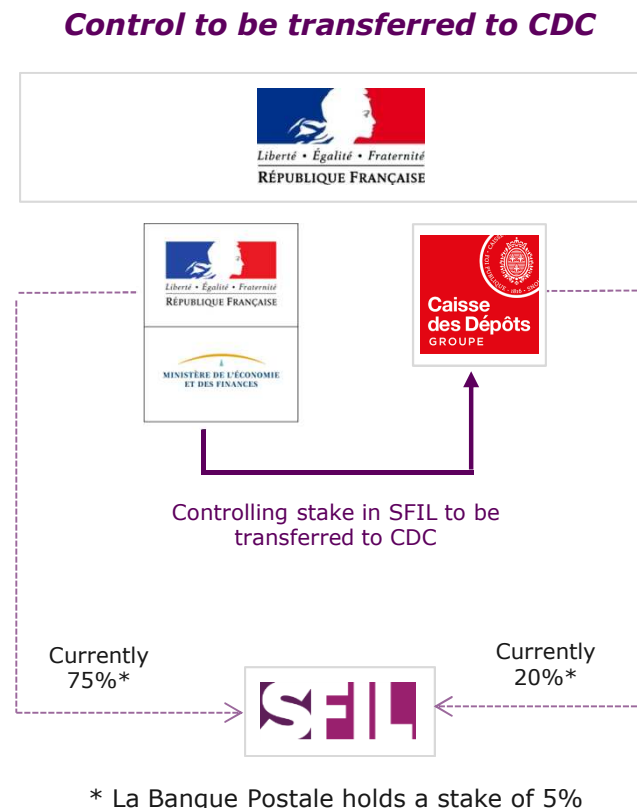 Control to be transferred to CDC
Liberté • Égalité • Fraternité
RÉPUBLIQUE FRANÇAISE
Liberté • Égalité • Fraternité
RÉPUBLIQUE FRANÇAISE
MINISTÈRE DE L'ÉCONOMIE
ET DES FINANCES
Caisse
des Dépôts
GROUPE
Controlling stake in SFIL to be
transferred to CDC
Currently
75%*
SFIL
Currently
20%*
* La Banque Postale holds a stake of 5%